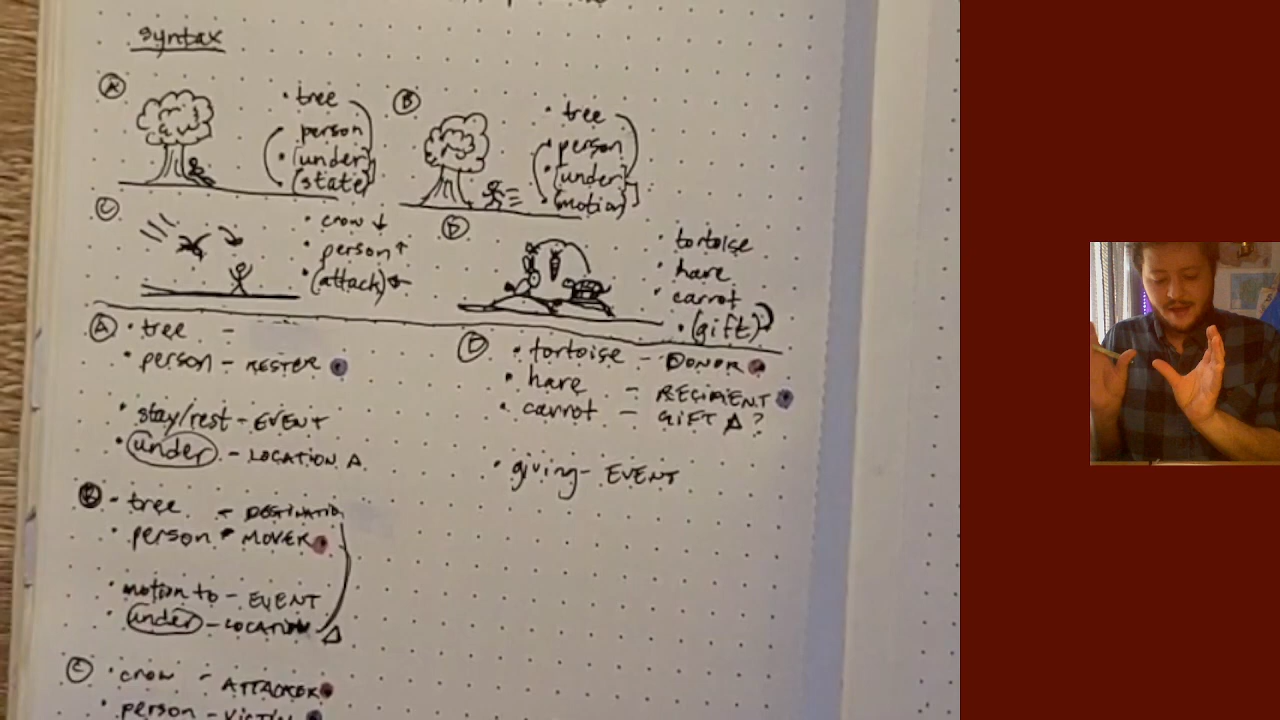 syntax
A
• tree
person
• (under)
• (state)
B
• tree
• person
• (under)
• (motion)
C
• crow ↓
• person ↑
• (attack) ←
D
• tortoise
• hare
• carrot
• (gift)
A • tree –
• person – RESTER
• stay/rest – EVENT
• under – LOCATION Δ
B - tree – DESTINATIO
• person – MOVER
• motion to – EVENT
• under – LOCATION Δ
C • crow – ATTACKER
• person – VICTIM
D • tortoise – DONOR
• hare – RECIPIENT
• carrot – GIFT Δ ?
• giving – EVENT